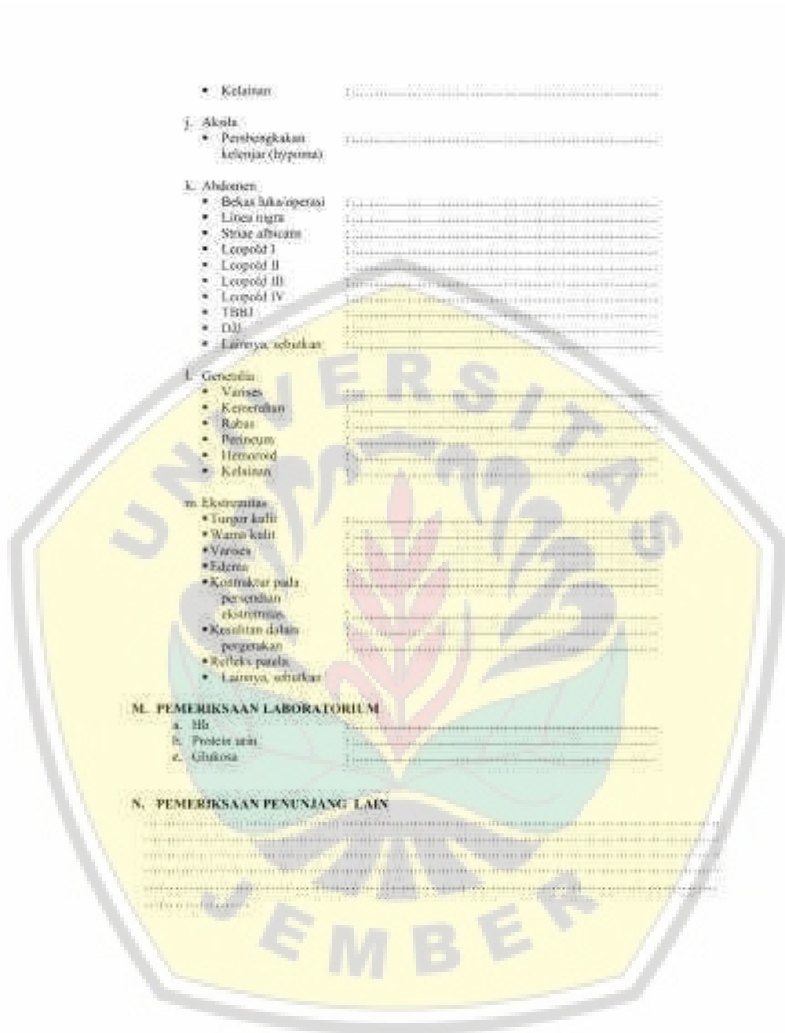 • Kelainan :
j. Aksila
• Pembengkakan :
kelenjar (hypoma)
k. Abdomen
• Bekas luka/operasi :
• Linea nigra :
• Striae albicans :
• Leopold I :
• Leopold II :
• Leopold III :
• Leopold IV :
• TBBJ :
• DJJ :
• Lainnya, sebutkan :
l. Genetalia
• Varises :
• Kemerahan :
• Rabas :
• Perineum :
• Hemoroid :
• Kelainan :
m. Ekstremitas
• Turgor kulit :
• Warna kulit :
• Varises :
• Edema :
• Kontraktur pada :
persendian
ekstremitas :
• Kesulitan dalam :
pergerakan :
• Refleks patela
• Lainnya, sebutkan
M. PEMERIKSAAN LABORATORIUM
a. Hb :
b. Protein urin :
c. Glukosa :
N. PEMERIKSAAN PENUNJANG LAIN
UNIVERSITAS
JEMBER